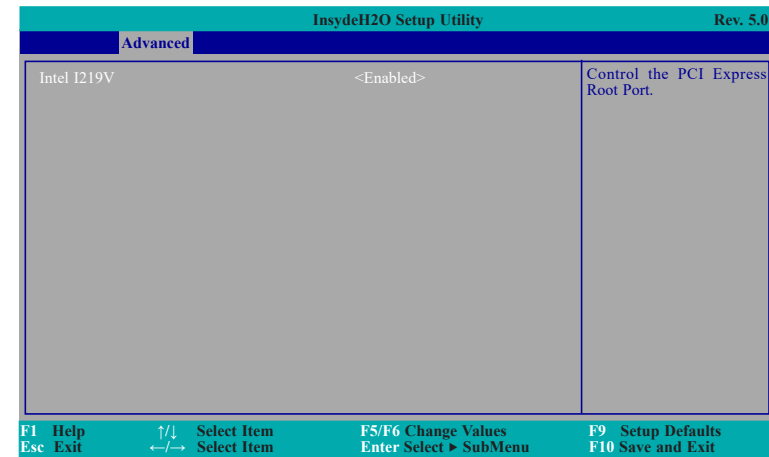 InsydeH2O Setup Utility Rev. 5.0
Advanced
Intel I219V <Enabled> Control the PCI Express
Root Port.
F1 Help ↑/↓ Select Item F5/F6 Change Values F9 Setup Defaults
Esc Exit ←/→ Select Item Enter Select ► SubMenu F10 Save and Exit